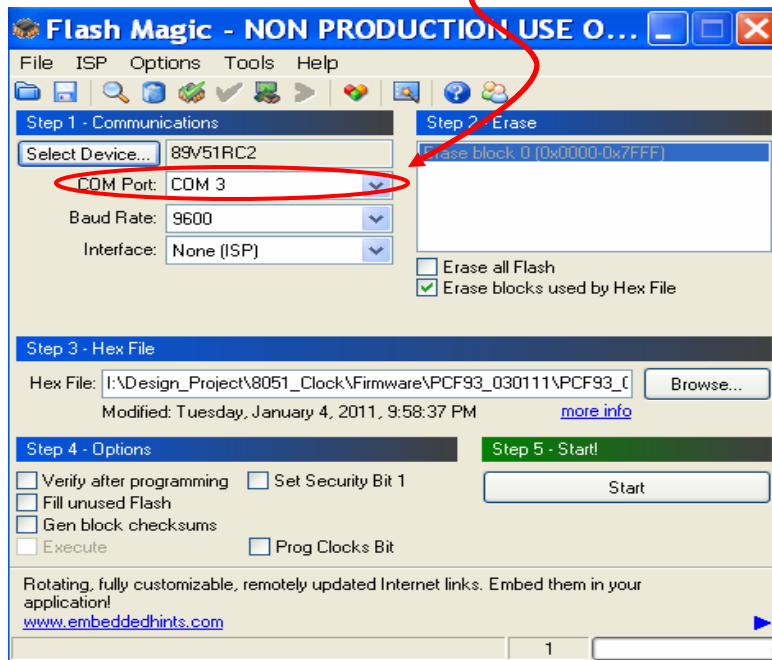 Flash Magic - NON PRODUCTION USE O...
File ISP Options Tools Help
Step 1 - Communications
Select Device... 89V51RC2
COM Port: COM 3
Baud Rate: 9600
Interface: None (ISP)
Step 2 - Erase
Erase block 0 (0x0000-0x7FFF)
Erase all Flash
Erase blocks used by Hex File
Step 3 - Hex File
Hex File: I:\Design_Project\8051_Clock\Firmware\PCF93_030111\PCF93_0 Browse...
Modified: Tuesday, January 4, 2011, 9:58:37 PM more info
Step 4 - Options
Verify after programming Set Security Bit 1
Fill unused Flash
Gen block checksums
Execute Prog Clocks Bit
Step 5 - Start!
Start
Rotating, fully customizable, remotely updated Internet links. Embed them in your
application!
www.embeddedhints.com
1